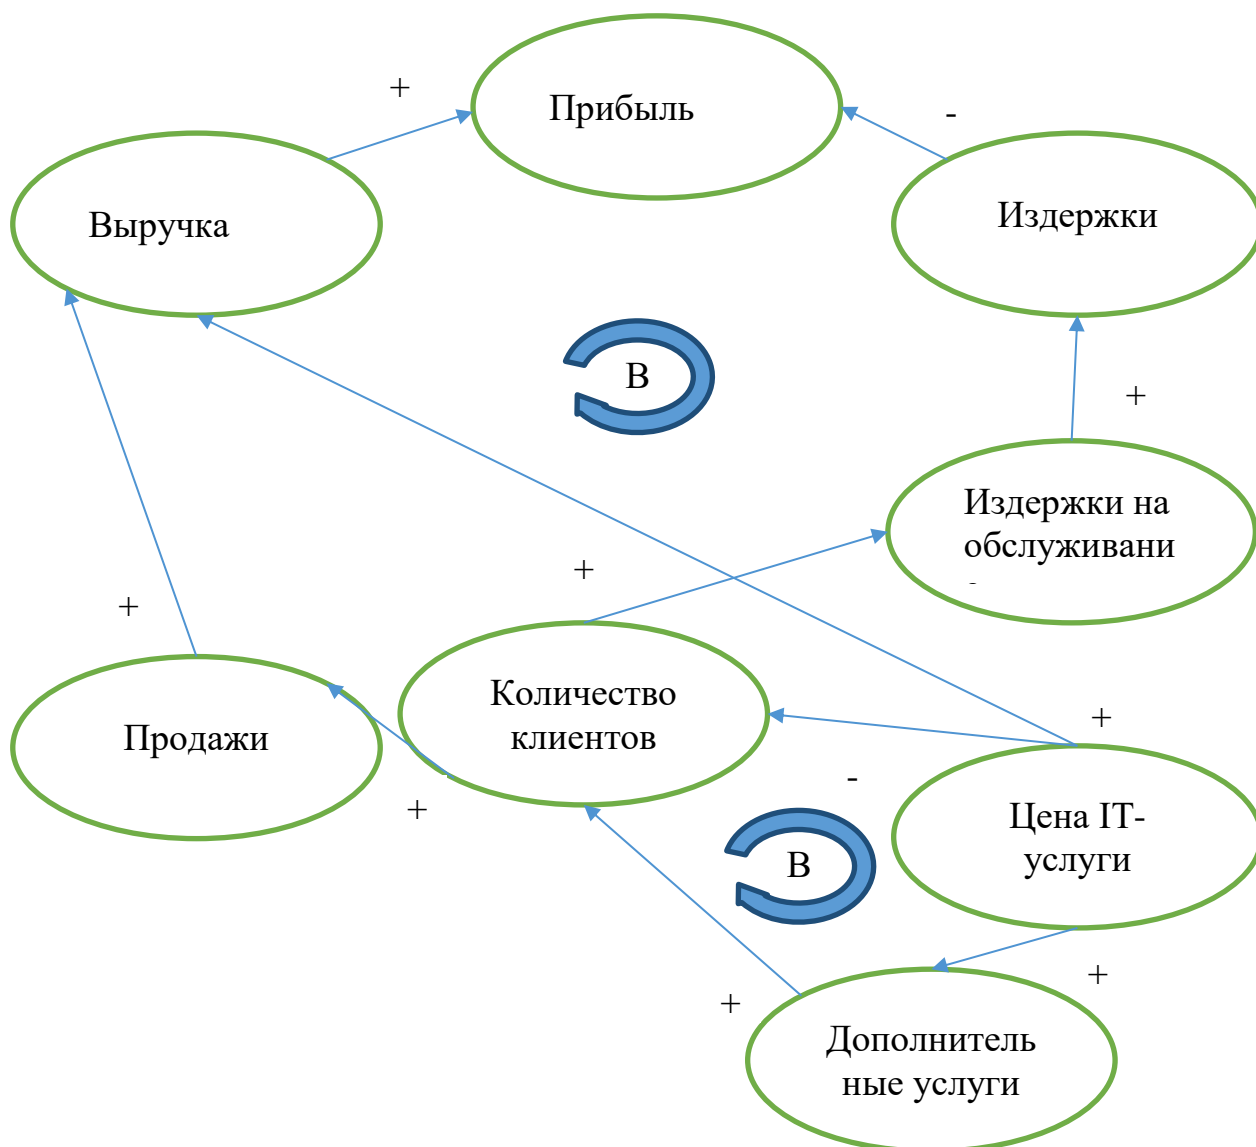 +
Прибыль
-
Выручка
Издержки
В
+
Издержки на
обслуживани
+
+
Количество
клиентов
Продажи
+
-
+
Цена IT-
услуги
В
+
+
Дополнитель
ные услуги